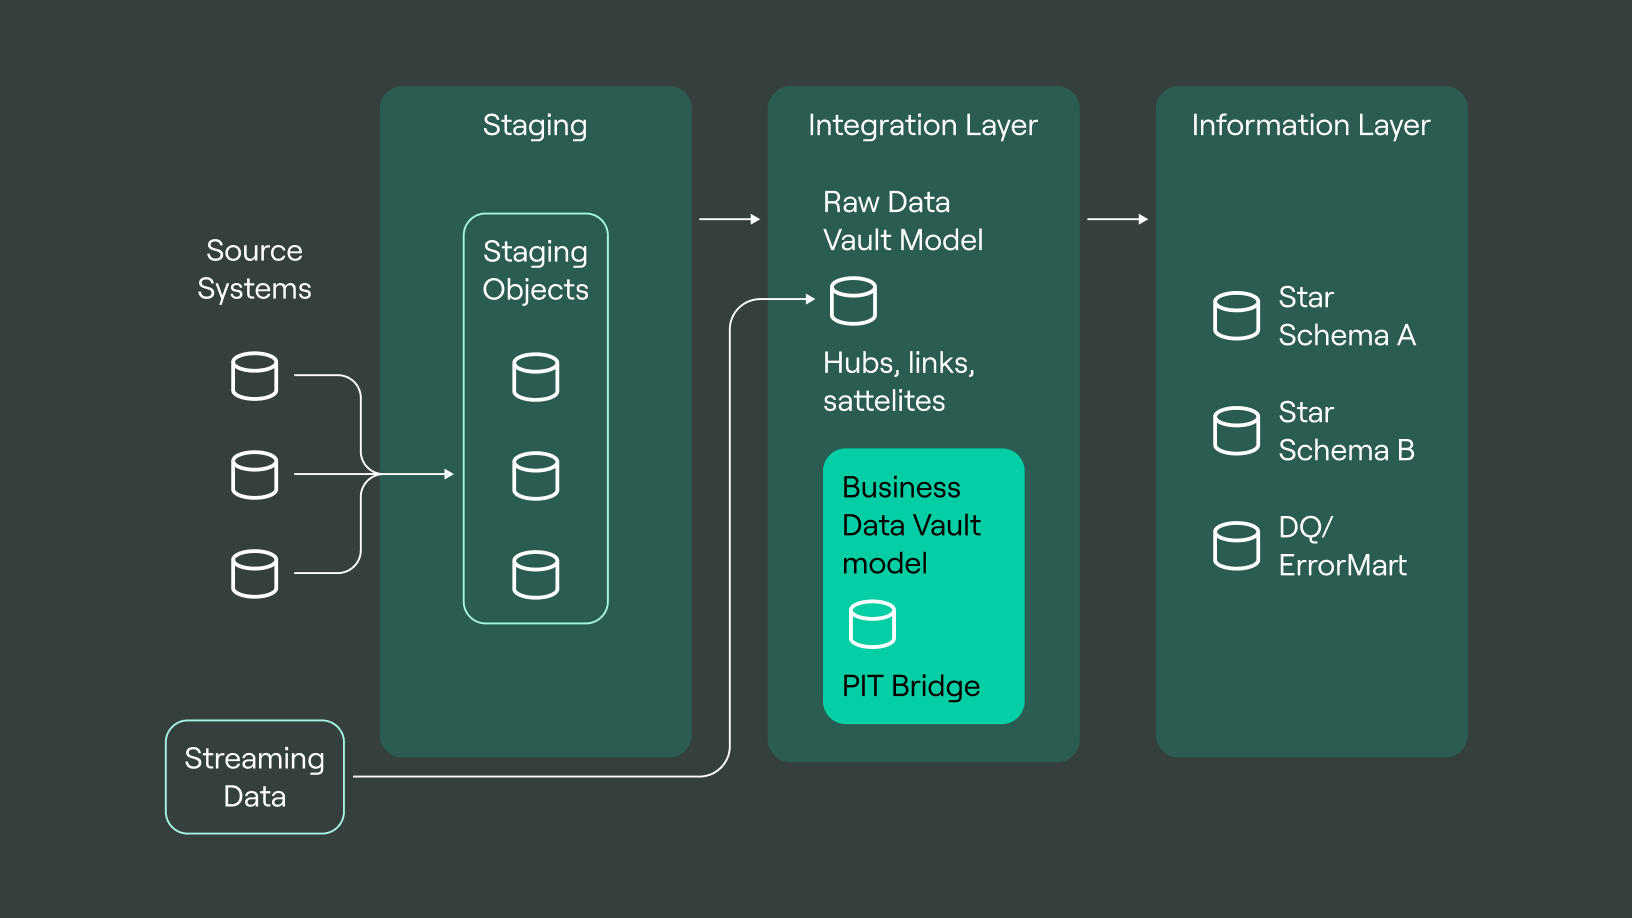 Source
Systems
Streaming
Data
Staging
Staging
Objects
Integration Layer
Raw Data
Vault Model
Hubs, links,
sattelites
Business
Data Vault
model
PIT Bridge
Information Layer
Star
Schema A
Star
Schema B
DQ/
ErrorMart